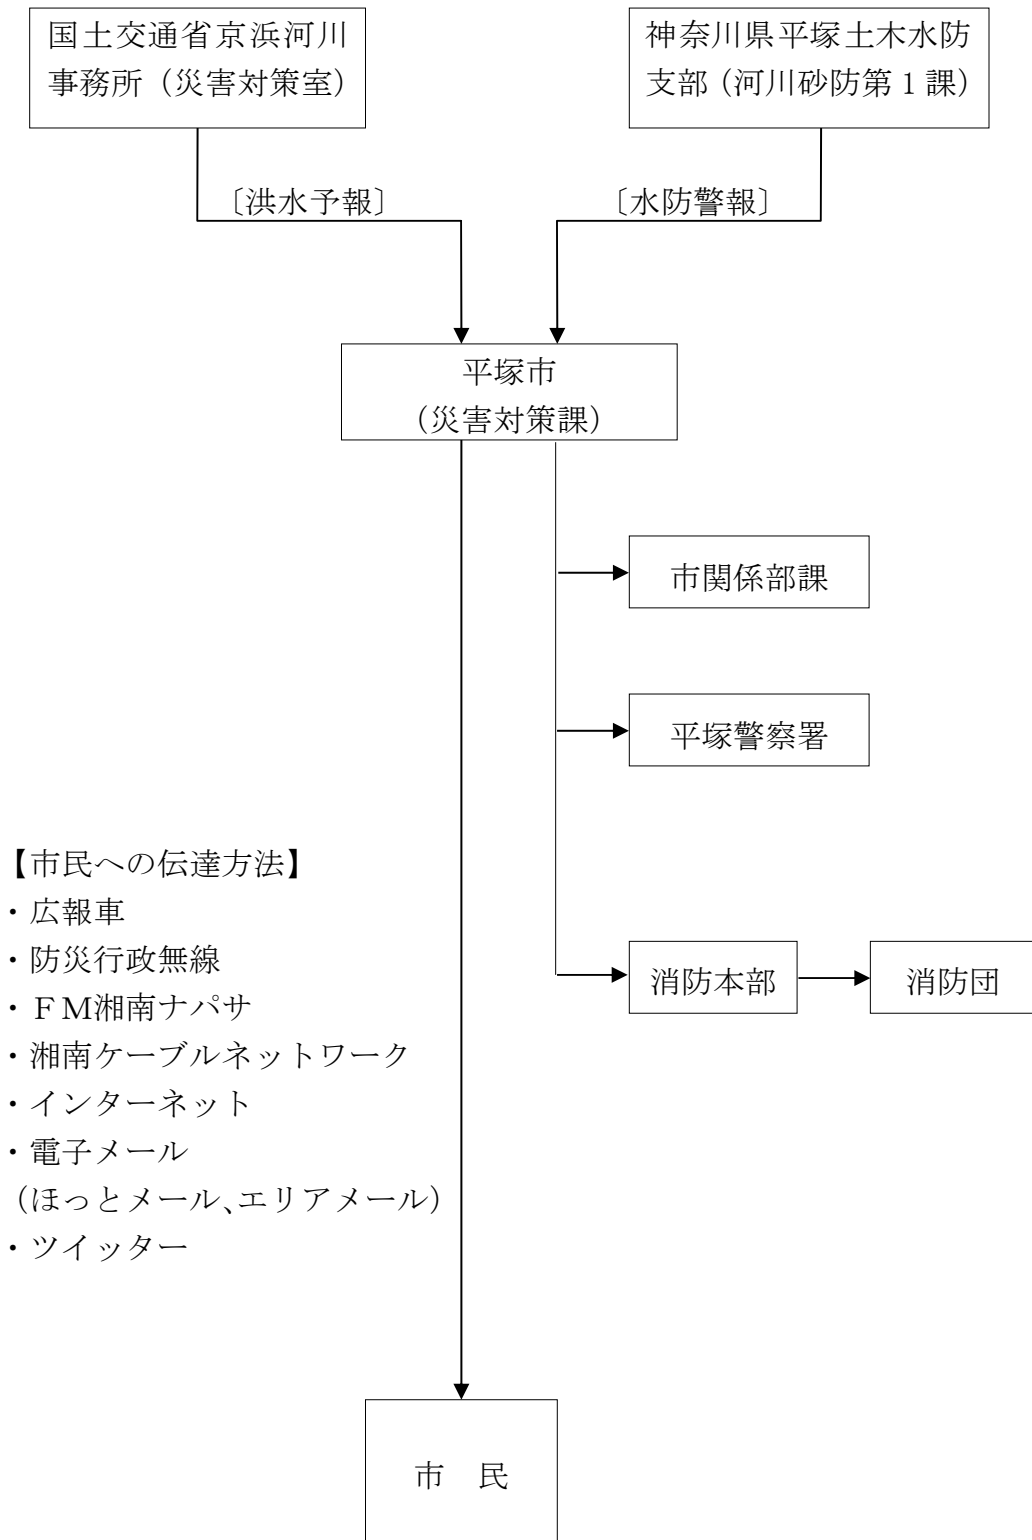 国土交通省京浜河川
事務所（災害対策室）
神奈川県平塚土木水防
支部（河川砂防第１課）
〔洪水予報〕
〔水防警報〕
平塚市
（災害対策課）
市関係部課
平塚警察署
【市民への伝達方法】
・広報車
・防災行政無線
・ＦＭ湘南ナパサ
・湘南ケーブルネットワーク
・インターネット
・電子メール
（ほっとメール、エリアメール）
・ツイッター
消防本部
消防団
市　民